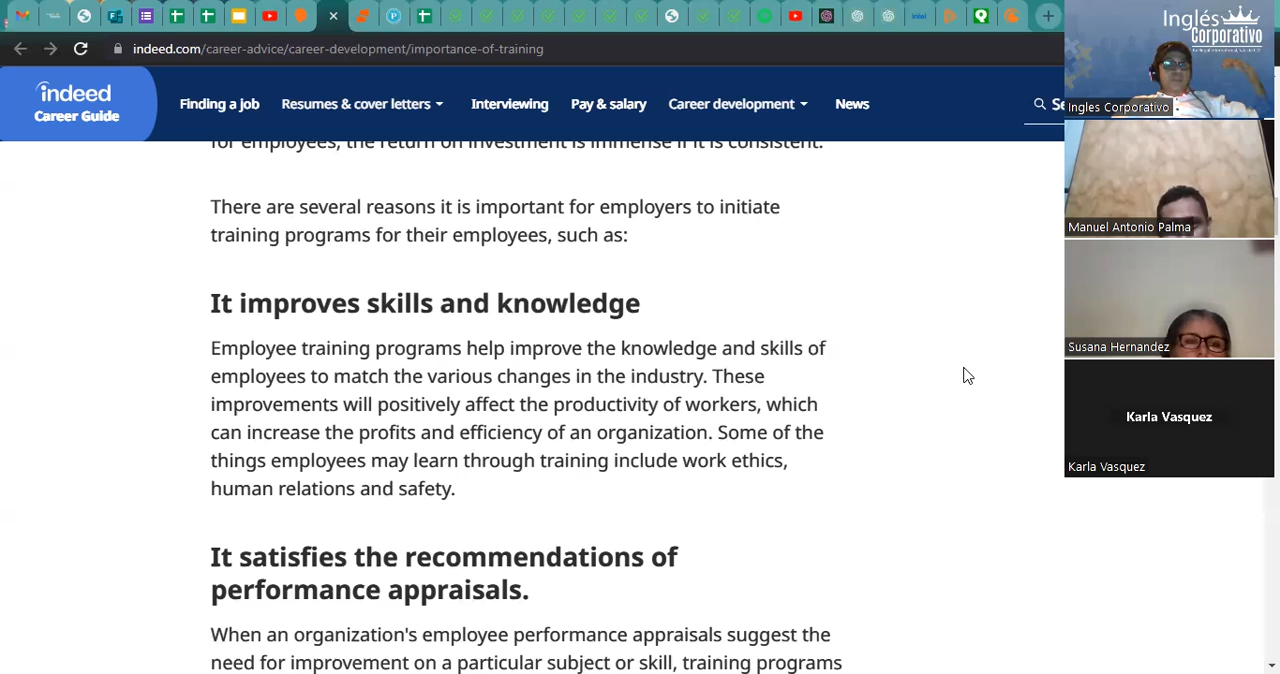 indeed.com/career-advice/career-development/importance-of-training
indeed
Career Guide
Finding a job
Resumes & cover letters
Interviewing
Pay & salary
Career development
News
for employees, the return on investment is immense if it is consistent.
There are several reasons it is important for employers to initiate
training programs for their employees, such as:
It improves skills and knowledge
Employee training programs help improve the knowledge and skills of
employees to match the various changes in the industry. These
improvements will positively affect the productivity of workers, which
can increase the profits and efficiency of an organization. Some of the
things employees may learn through training include work ethics,
human relations and safety.
It satisfies the recommendations of
performance appraisals.
When an organization's employee performance appraisals suggest the
need for improvement on a particular subject or skill, training programs
Inglés
Corporativo
Ingles Corporativo
Manuel Antonio Palma
Susana Hernandez
Karla Vasquez
Karla Vasquez